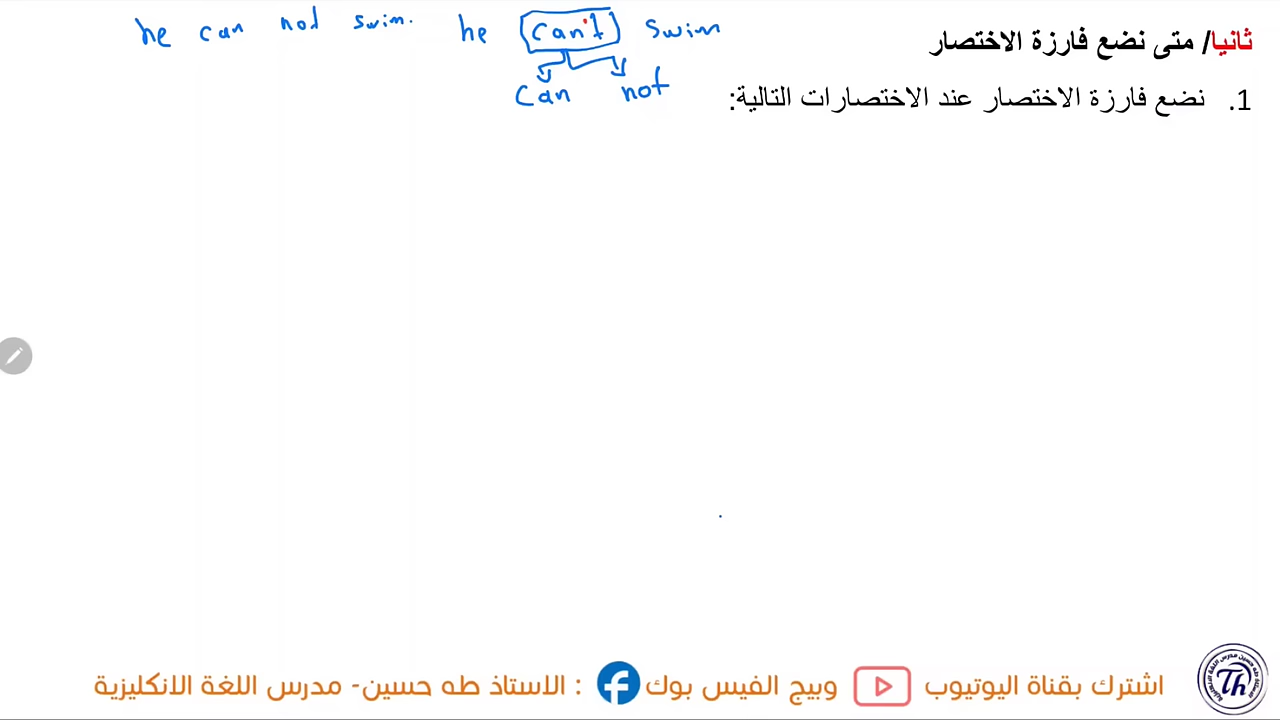 he can not swim. he can't swim
can not
ثانيا/ متى نضع فارزة الاختصار
1. نضع فارزة الاختصار عند الاختصارات التالية:
اشترك بقناة اليوتيوب وبيج الفيس بوك : الاستاذ طه حسين- مدرس اللغة الانكليزية
Th